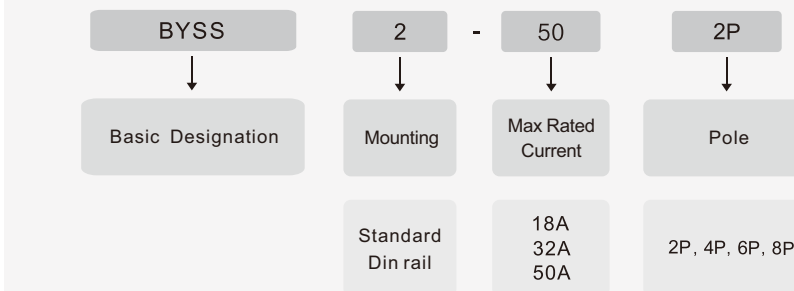 BYSS 2 - 50 2P
Basic Designation
Mounting
Max Rated
Current
Pole
Standard
Din rail
18A
32A
50A
2P, 4P, 6P, 8P